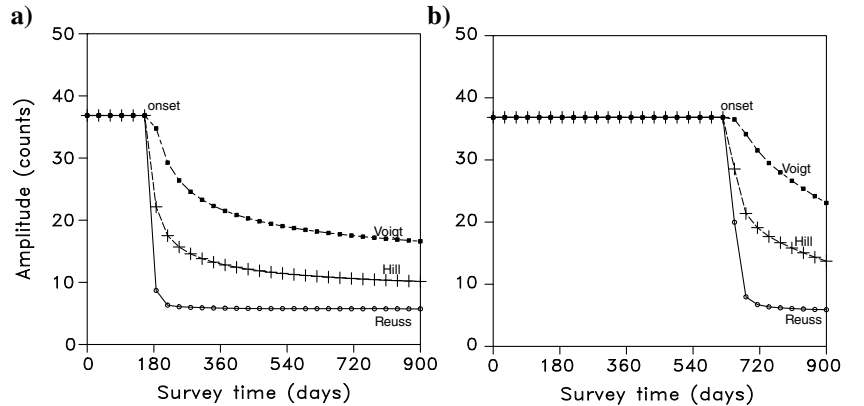 a)
50
40
30
20
10
0
Amplitude (counts)
onset
Voigt
Hill
Reuss
0 180 360 540 720 900
Survey time (days)
b)
50
40
30
20
10
0
onset
Voigt
Hill
Reuss
0 180 360 540 720 900
Survey time (days)